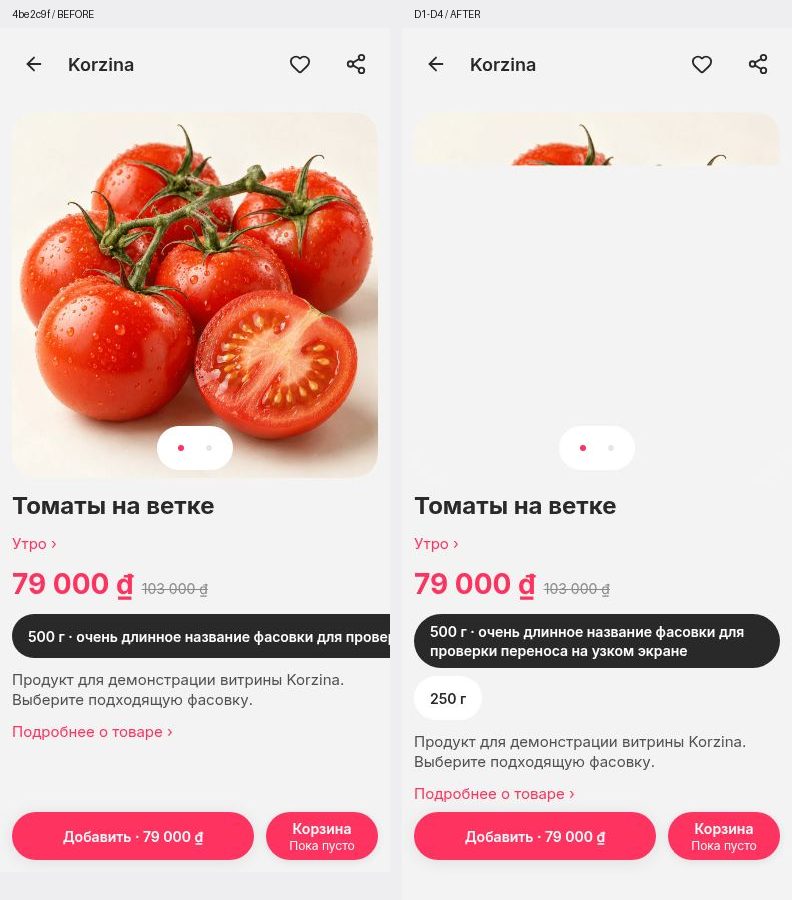 4be2c9f / BEFORE
Korzina
Томаты на ветке
Утро ›
79 000 ₫ 103 000 ₫
500 г · очень длинное название фасовки для провер
Продукт для демонстрации витрины Korzina.
Выберите подходящую фасовку.
Подробнее о товаре ›
Добавить · 79 000 ₫
Корзина
Пока пусто
D1-D4 / AFTER
Korzina
Томаты на ветке
Утро ›
79 000 ₫ 103 000 ₫
500 г · очень длинное название фасовки для
проверки переноса на узком экране
250 г
Продукт для демонстрации витрины Korzina.
Выберите подходящую фасовку.
Подробнее о товаре ›
Добавить · 79 000 ₫
Корзина
Пока пусто